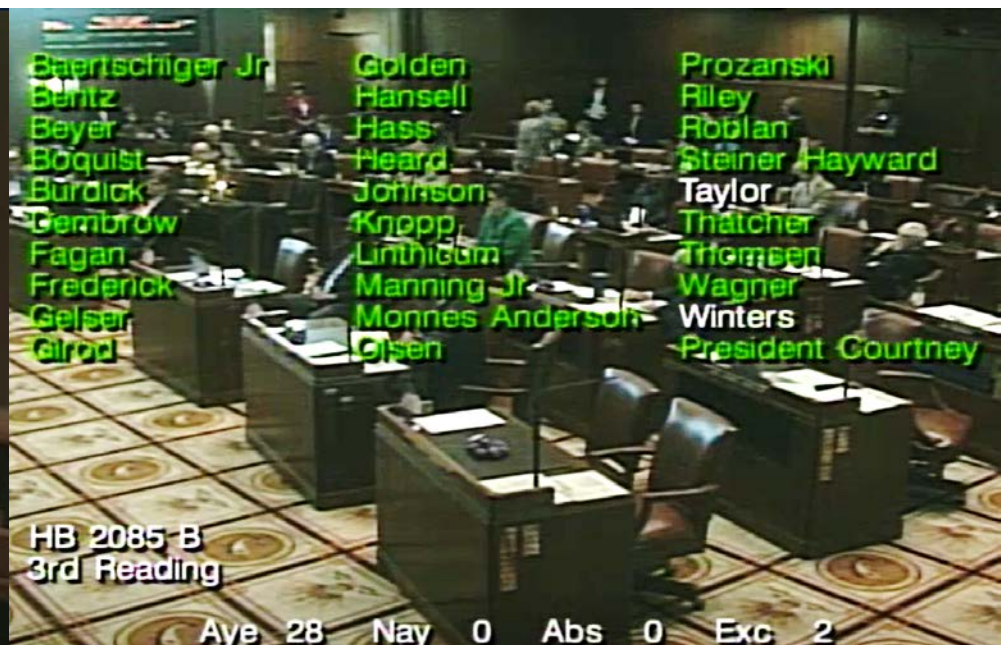 Baertschiger Jr
Bentz
Beyer
Boquist
Burdick
Dembrow
Fagan
Frederick
Gelser
Girod
Golden
Hansell
Hass
Heard
Johnson
Knopp
Linthicum
Manning Jr
Monnes Anderson
Olsen
Prozanski
Riley
Roblan
Steiner Hayward
Taylor
Thatcher
Thomsen
Wagner
Winters
President Courtney
HB 2085 B
3rd Reading
Aye 28 Nay 0 Abs 0 Exc 2